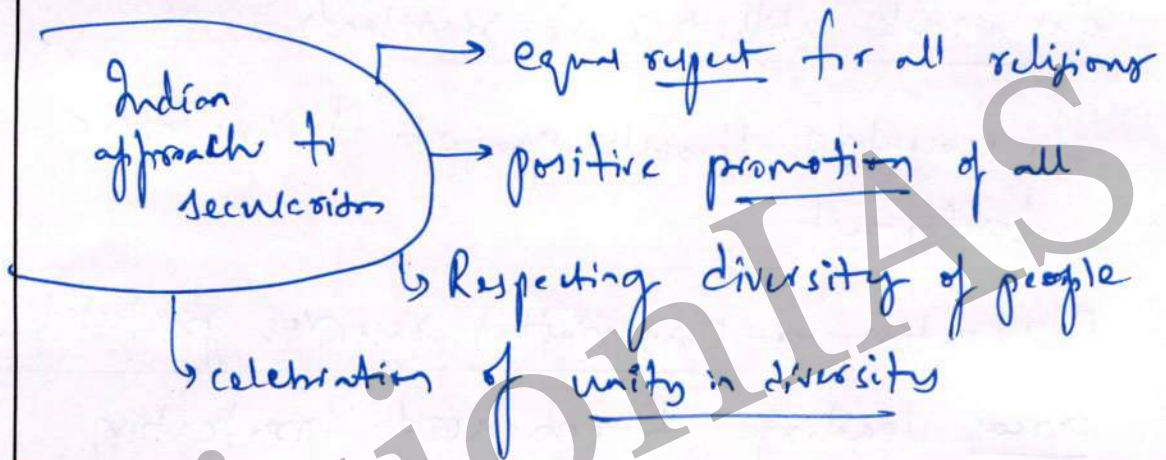 Indian
approach to
secularism
equal respect for all religions
positive promotion of all
Respecting diversity of people
celebration of unity in diversity
ionIAS